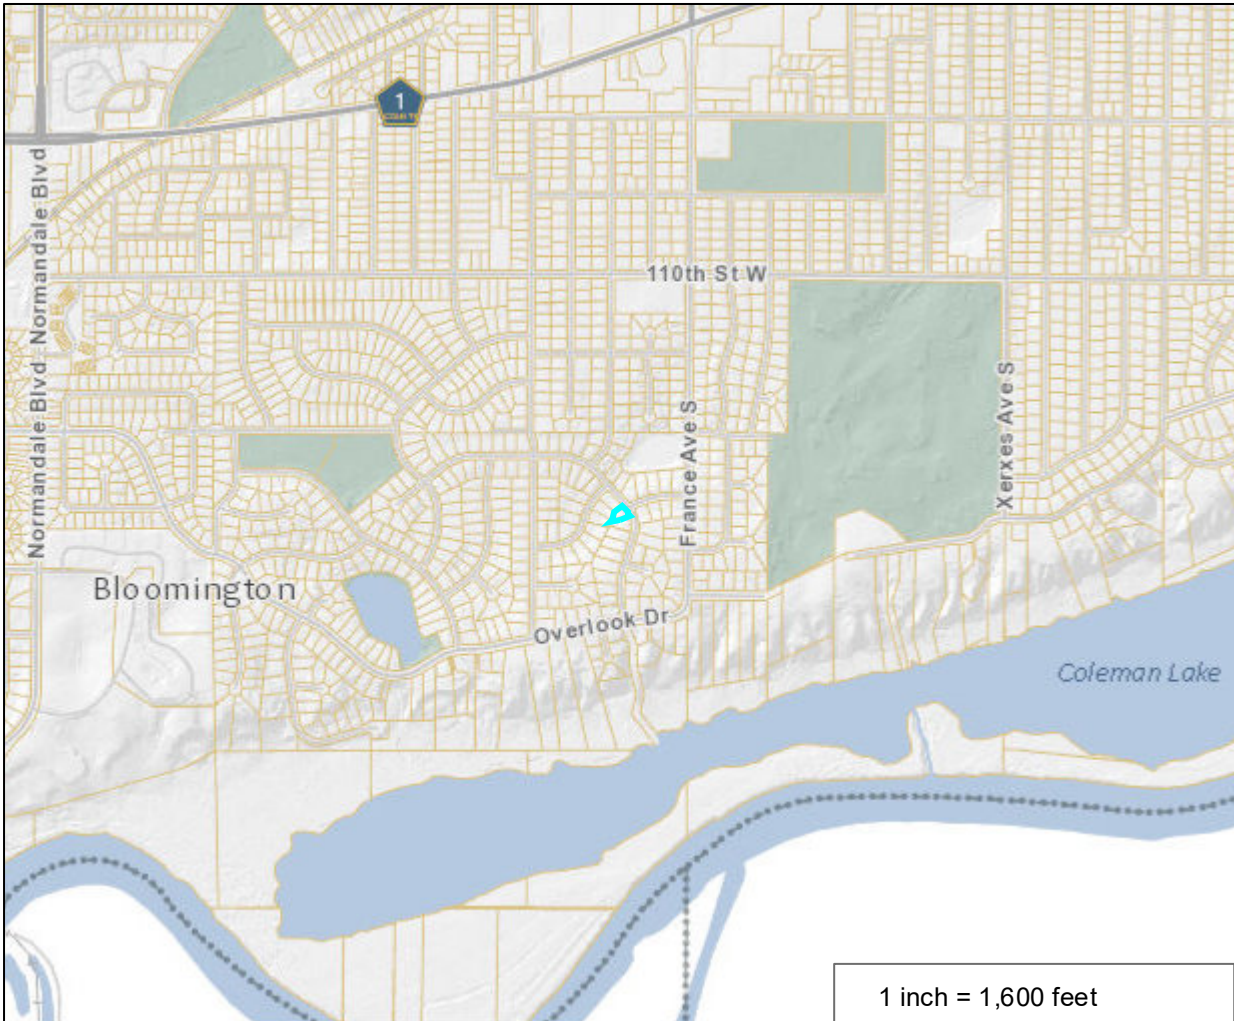 1
Normandale Blvd
Normandale Blvd
110th St W
France Ave S
Xerxes Ave S
Bloomington
Overlook Dr
Coleman Lake
1 inch = 1,600 feet